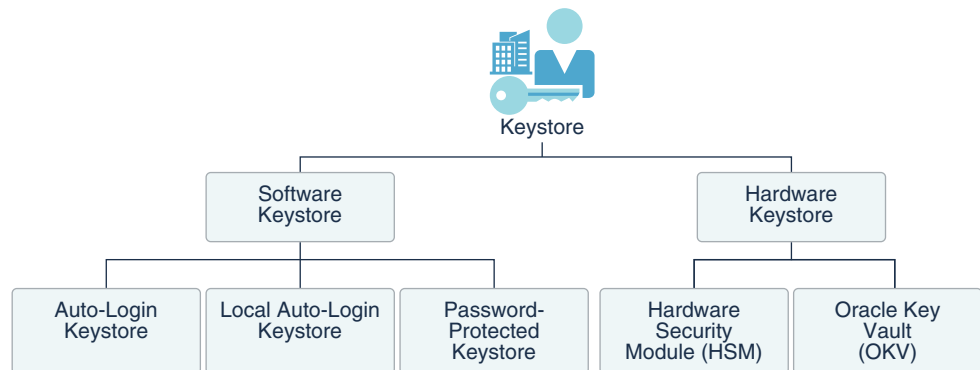 Keystore
Software
Keystore
Hardware
Keystore
Auto-Login
Keystore
Local Auto-Login
Keystore
Password-
Protected
Keystore
Hardware
Security
Module (HSM)
Oracle Key
Vault
(OKV)